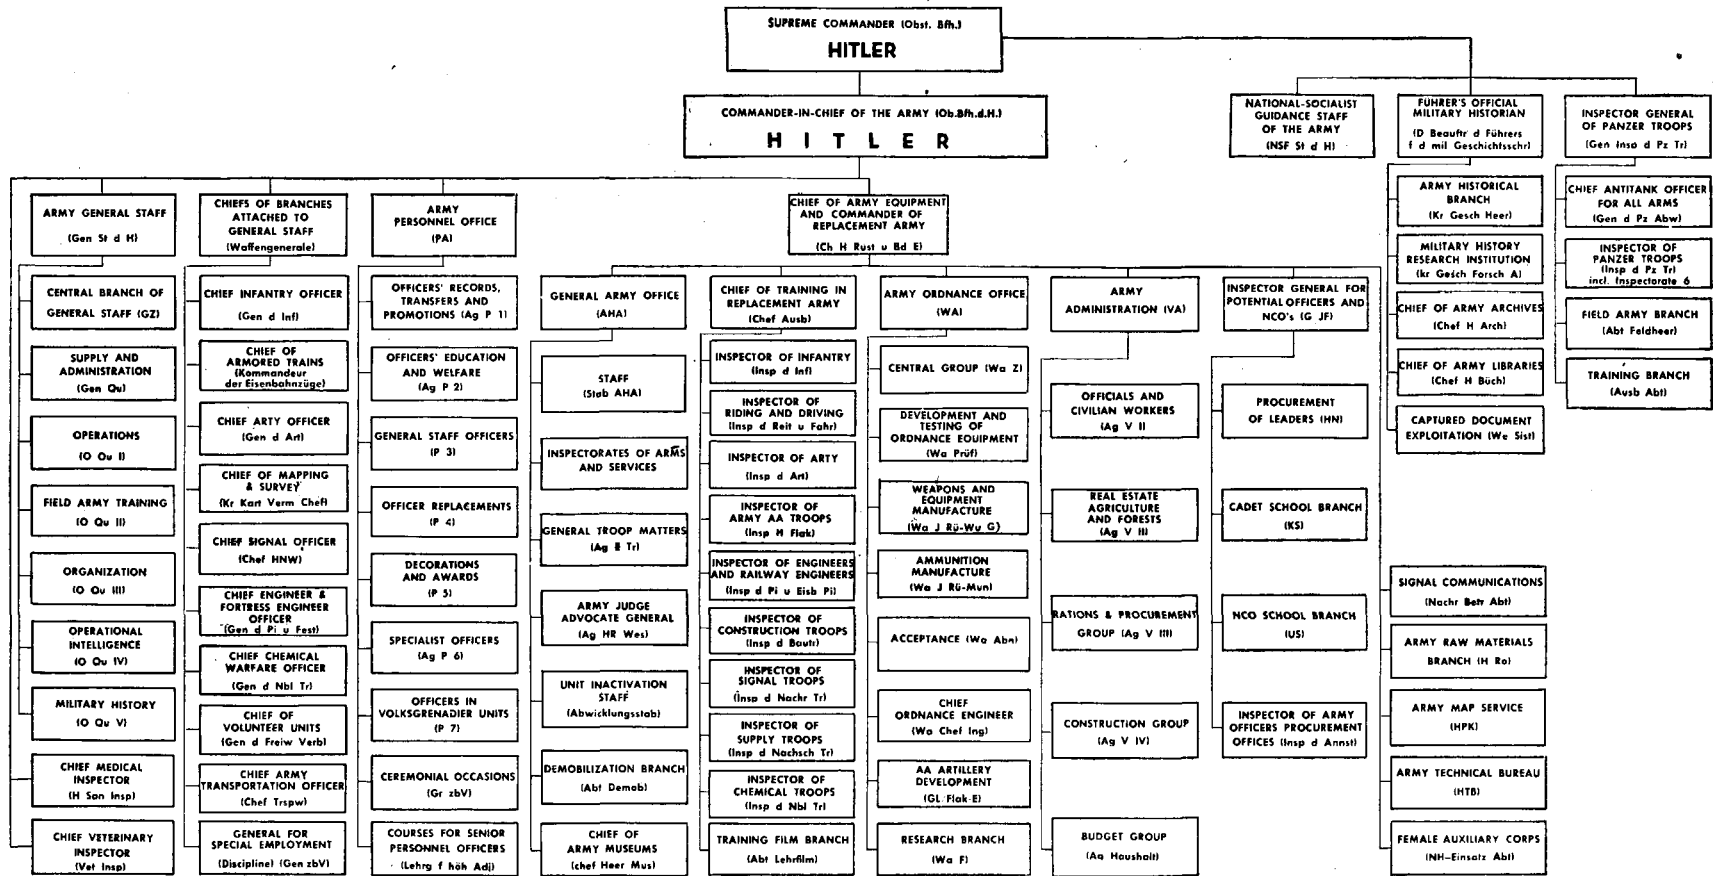 SUPREME COMMANDER (Obst. Bfh.)
HITLER
COMMANDER-IN-CHIEF OF THE ARMY (Ob.Bfh.d.H.)
HITLER
NATIONAL-SOCIALIST
GUIDANCE STAFF
OF THE ARMY
(NSF St d H)
FÜHRER'S OFFICIAL
MILITARY HISTORIAN
(D Beauftr d Führers
f d mil Geschichtsschr)
INSPECTOR GENERAL
OF PANZER TROOPS
(Gen Insp d Pz Tr)
ARMY GENERAL STAFF
(Gen St d H)
CENTRAL BRANCH OF
GENERAL STAFF (GZ)
SUPPLY AND
ADMINISTRATION
(Gen Qu)
OPERATIONS
(O Qu I)
FIELD ARMY TRAINING
(O Qu II)
ORGANIZATION
(O Qu III)
OPERATIONAL
INTELLIGENCE
(O Qu IV)
MILITARY HISTORY
(O Qu V)
CHIEF MEDICAL
INSPECTOR
(H San Insp)
CHIEF VETERINARY
INSPECTOR
(Vet Insp)
CHIEFS OF BRANCHES
ATTACHED TO
GENERAL STAFF
(Waffengenerale)
CHIEF INFANTRY OFFICER
(Gen d Inf)
CHIEF OF
ARMORED TRAINS
(Kommandeur
der Eisenbahnzüge)
CHIEF ARTY OFFICER
(Gen d Art)
CHIEF OF MAPPING
& SURVEY
(Kr Kart Verm Chef)
CHIEF SIGNAL OFFICER
(Chef HNW)
CHIEF ENGINEER &
FORTRESS ENGINEER
OFFICER
(Gen d Pi u Fest)
CHIEF CHEMICAL
WARFARE OFFICER
(Gen d Nbl Tr)
CHIEF OF
VOLUNTEER UNITS
(Gen d Freiw Verb)
CHIEF ARMY
TRANSPORTATION OFFICER
(Chef Trspw)
GENERAL FOR
SPECIAL EMPLOYMENT
(Discipline) (Gen zbV)
ARMY
PERSONNEL OFFICE
(PA)
OFFICERS' RECORDS,
TRANSFERS AND
PROMOTIONS (Ag P 1)
OFFICERS' EDUCATION
AND WELFARE
(Ag P 2)
GENERAL STAFF OFFICERS
(P 3)
OFFICER REPLACEMENTS
(P 4)
DECORATIONS
AND AWARDS
(P 5)
SPECIALIST OFFICERS
(Ag P 6)
OFFICERS IN
VOLKSGRENADIER UNITS
(P 7)
CEREMONIAL OCCASIONS
(Gr zbV)
COURSES FOR SENIOR
PERSONNEL OFFICERS
(Lehrg f höh Adj)
CHIEF OF ARMY EQUIPMENT
AND COMMANDER OF
REPLACEMENT ARMY
(Ch H Rust u Bd E)
GENERAL ARMY OFFICE
(AHA)
STAFF
(Stab AHA)
INSPECTORATES OF ARMS
AND SERVICES
GENERAL TROOP MATTERS
(Ag E Tr)
ARMY JUDGE
ADVOCATE GENERAL
(Ag HR Wes)
UNIT INACTIVATION
STAFF
(Abwicklungsstab)
DEMOBILIZATION BRANCH
(Abt Demob)
CHIEF OF
ARMY MUSEUMS
(chef Heer Mus)
CHIEF OF TRAINING IN
REPLACEMENT ARMY
(Chef Ausb)
INSPECTOR OF INFANTRY
(Insp d Inf)
INSPECTOR OF
RIDING AND DRIVING
(Insp d Reit u Fahr)
INSPECTOR OF ARTY
(Insp d Art)
INSPECTOR OF
ARMY AA TROOPS
(Insp H Flak)
INSPECTOR OF ENGINEERS
AND RAILWAY ENGINEERS
(Insp d Pi u Eisb Pi)
INSPECTOR OF
CONSTRUCTION TROOPS
(Insp d Bautr)
INSPECTOR OF
SIGNAL TROOPS
(Insp d Nachr Tr)
INSPECTOR OF
SUPPLY TROOPS
(Insp d Nachsch Tr)
INSPECTOR OF
CHEMICAL TROOPS
(Insp d Nbl Tr)
TRAINING FILM BRANCH
(Abt Lehrfilm)
ARMY ORDNANCE OFFICE
(WA)
CENTRAL GROUP (Wa Z)
DEVELOPMENT AND
TESTING OF
ORDNANCE EQUIPMENT
(Wa Prüf)
WEAPONS AND
EQUIPMENT
MANUFACTURE
(Wa J Rü-Wu G)
AMMUNITION
MANUFACTURE
(Wa J Rü-Mun)
ACCEPTANCE (Wa Abn)
CHIEF
ORDNANCE ENGINEER
(Wa Chef Ing)
AA ARTILLERY
DEVELOPMENT
(GL Flak-E)
RESEARCH BRANCH
(Wa F)
ARMY
ADMINISTRATION (VA)
OFFICIALS AND
CIVILIAN WORKERS
(Ag V I)
REAL ESTATE
AGRICULTURE
AND FORESTS
(Ag V II)
RATIONS & PROCUREMENT
GROUP (Ag V III)
CONSTRUCTION GROUP
(Ag V IV)
BUDGET GROUP
(Ag Haushalt)
INSPECTOR GENERAL FOR
POTENTIAL OFFICERS AND
NCO's (G JF)
PROCUREMENT
OF LEADERS (HN)
CADET SCHOOL BRANCH
(KS)
NCO SCHOOL BRANCH
(US)
INSPECTOR OF ARMY
OFFICERS PROCUREMENT
OFFICES (Insp d Annst)
ARMY HISTORICAL
BRANCH
(Kr Gesch Heer)
MILITARY HISTORY
RESEARCH INSTITUTION
(kr Gesch Forsch A)
CHIEF OF ARMY ARCHIVES
(Chef H Arch)
CHIEF OF ARMY LIBRARIES
(Chef H Büch)
CAPTURED DOCUMENT
EXPLOITATION (We Sist)
SIGNAL COMMUNICATIONS
(Nachr Betr Abt)
ARMY RAW MATERIALS
BRANCH (H Ro)
ARMY MAP SERVICE
(HPK)
ARMY TECHNICAL BUREAU
(HTB)
FEMALE AUXILIARY CORPS
(NH-Einsatz Abt)
CHIEF ANTITANK OFFICER
FOR ALL ARMS
(Gen d Pz Abw)
INSPECTOR OF
PANZER TROOPS
(Insp d Pz Tr)
incl. Inspectorate 6
FIELD ARMY BRANCH
(Abt Feldheer)
TRAINING BRANCH
(Ausb Abt)